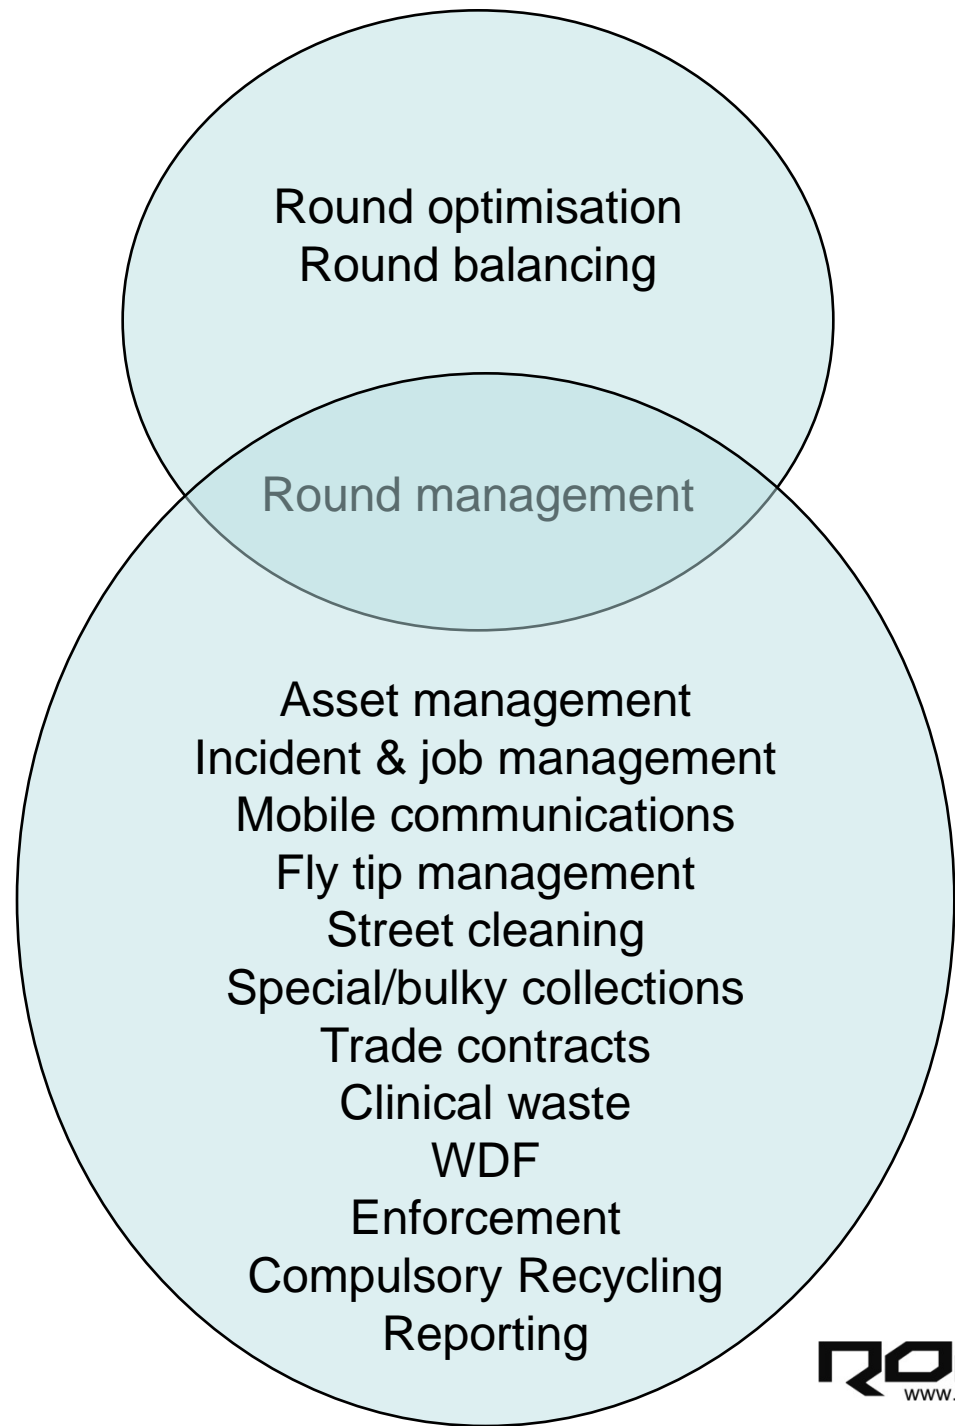 Round optimisation
Round balancing
Round management
Asset management
Incident & job management
Mobile communications
Fly tip management
Street cleaning
Special/bulky collections
Trade contracts
Clinical waste
WDF
Enforcement
Compulsory Recycling
Reporting
www.